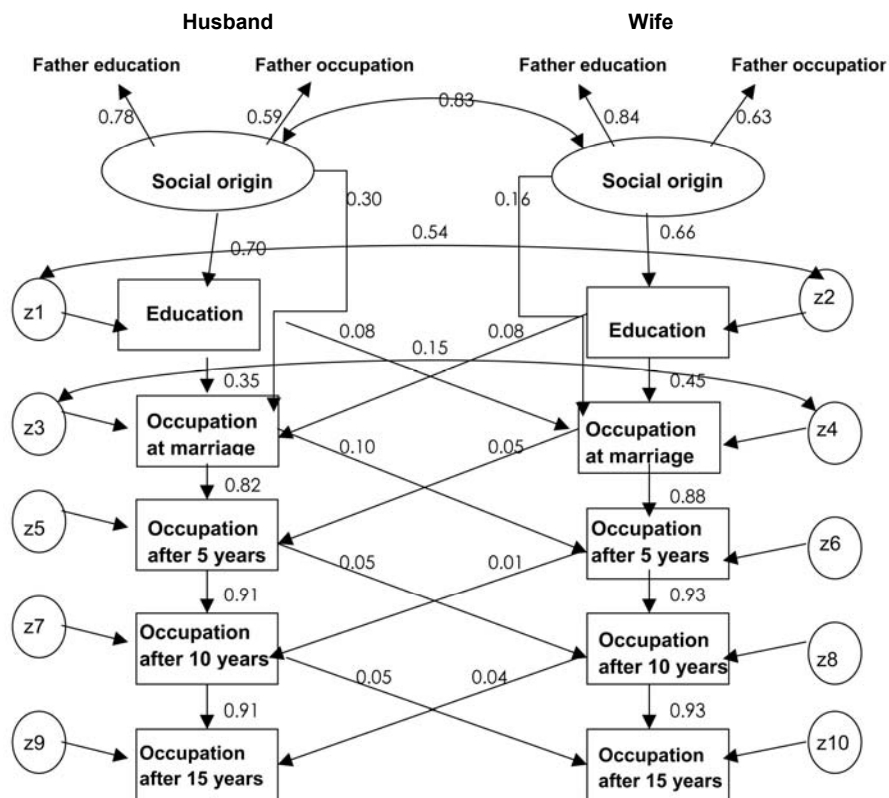 Husband Wife
Father education Father occupation Father education Father occupation
0.78 0.59 0.83 0.84 0.63
Social origin Social origin
0.30 0.16
0.70 0.54 0.66
z1 Education z2
Education
0.08 0.08
0.15
0.35 0.45
z3 Occupation
at marriage
Occupation
at marriage
z4
0.10 0.05
0.82 0.88
z5 Occupation
after 5 years
Occupation
after 5 years
z6
0.05 0.01
0.91 0.93
z7 Occupation
after 10 years
Occupation
after 10 years
z8
0.05 0.04
0.91 0.93
z9 Occupation
after 15 years
Occupation
after 15 years
z10